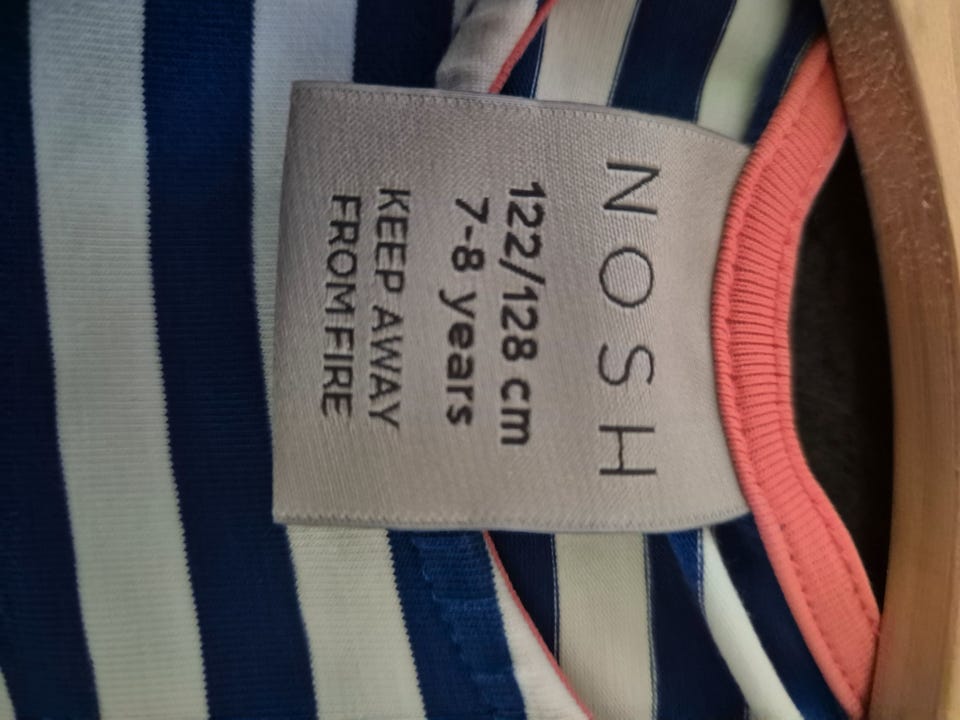 NOSH
122/128 cm
7-8 years
KEEP AWAY
FROM FIRE